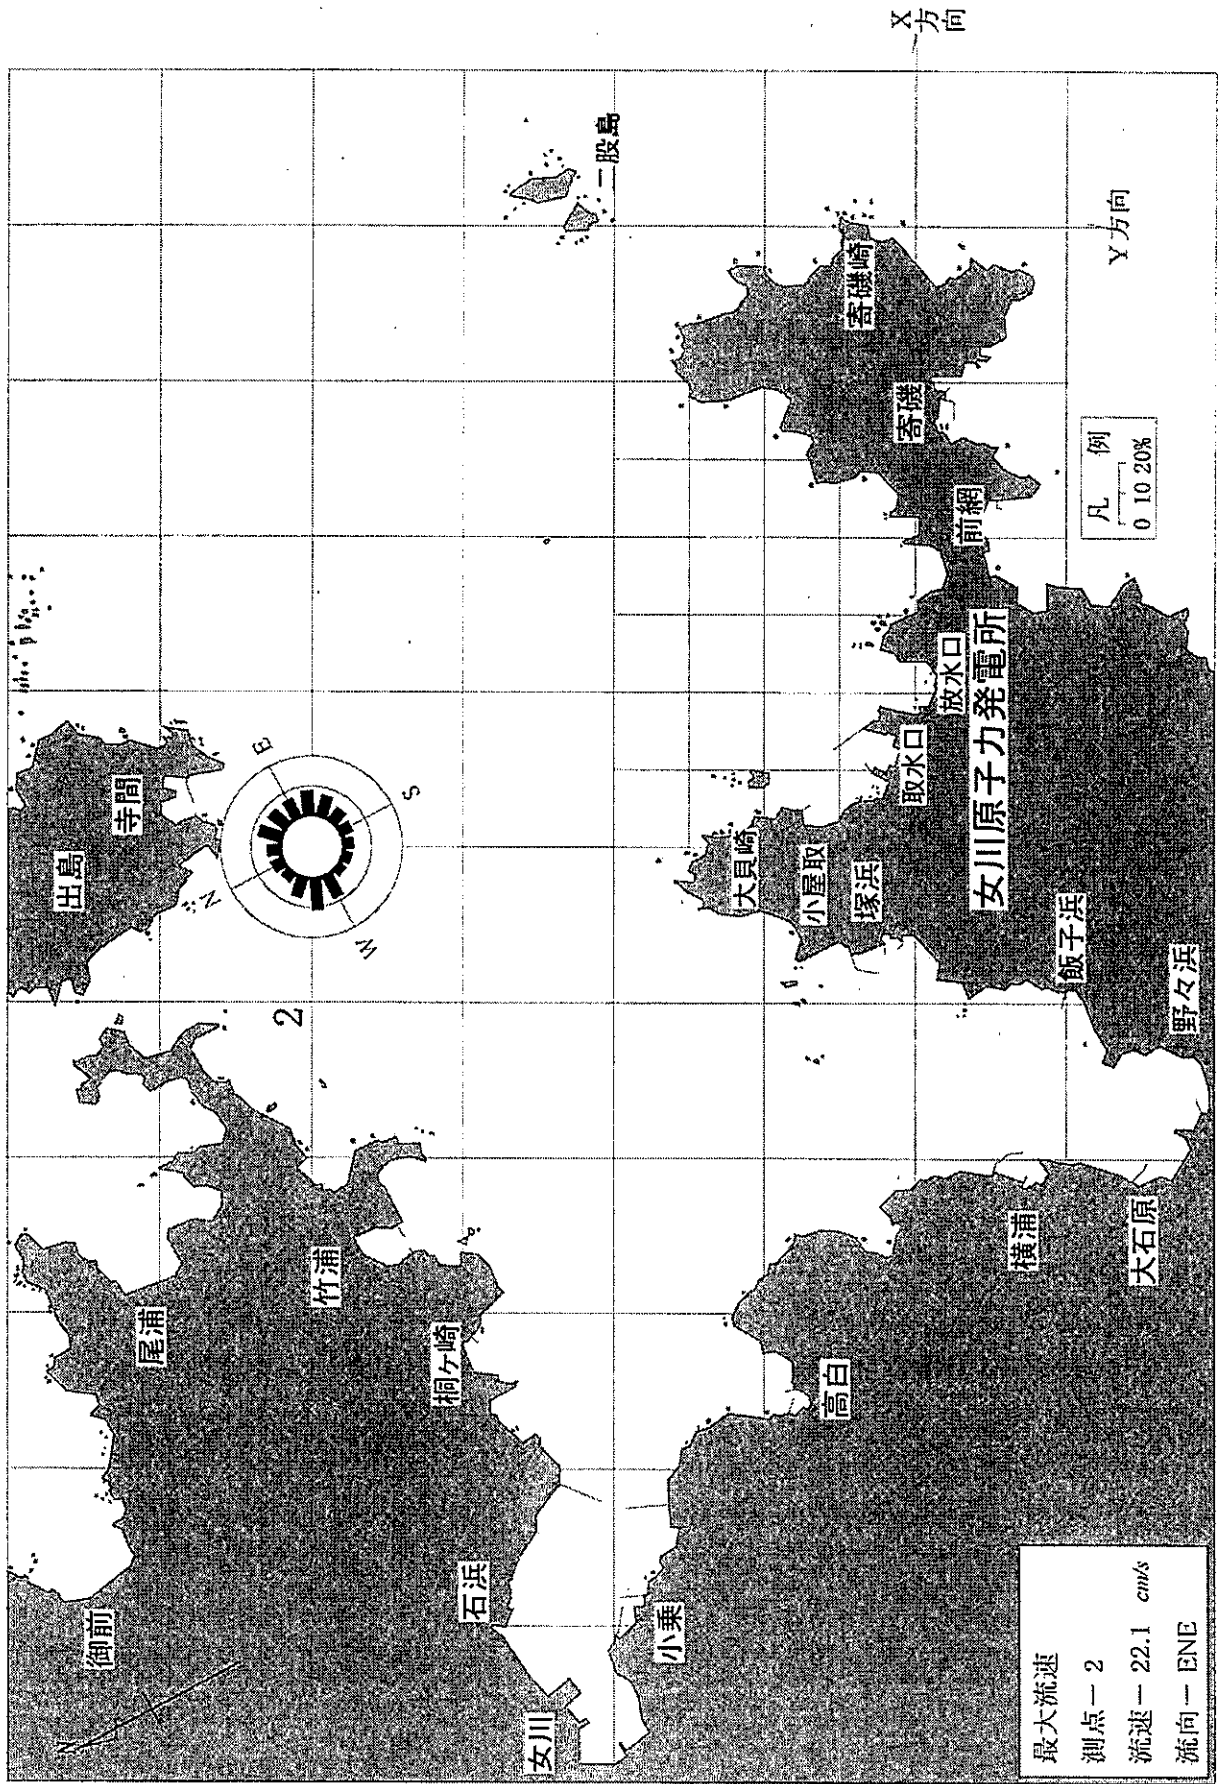 X方向
Y方向
二股島
出島
寺間
N
E
S
W
2
御前
尾浦
竹浦
桐ヶ崎
石浜
女川
小乗
高白
横浦
大石原
野々浜
飯子浜
塚浜
小屋取
大貝崎
取水口
放水口
女川原子力発電所
前網
寄磯
寄磯崎
凡 例
0 10 20%
N
最大流速
測点－2
流速－22.1 cm/s
流向－ENE